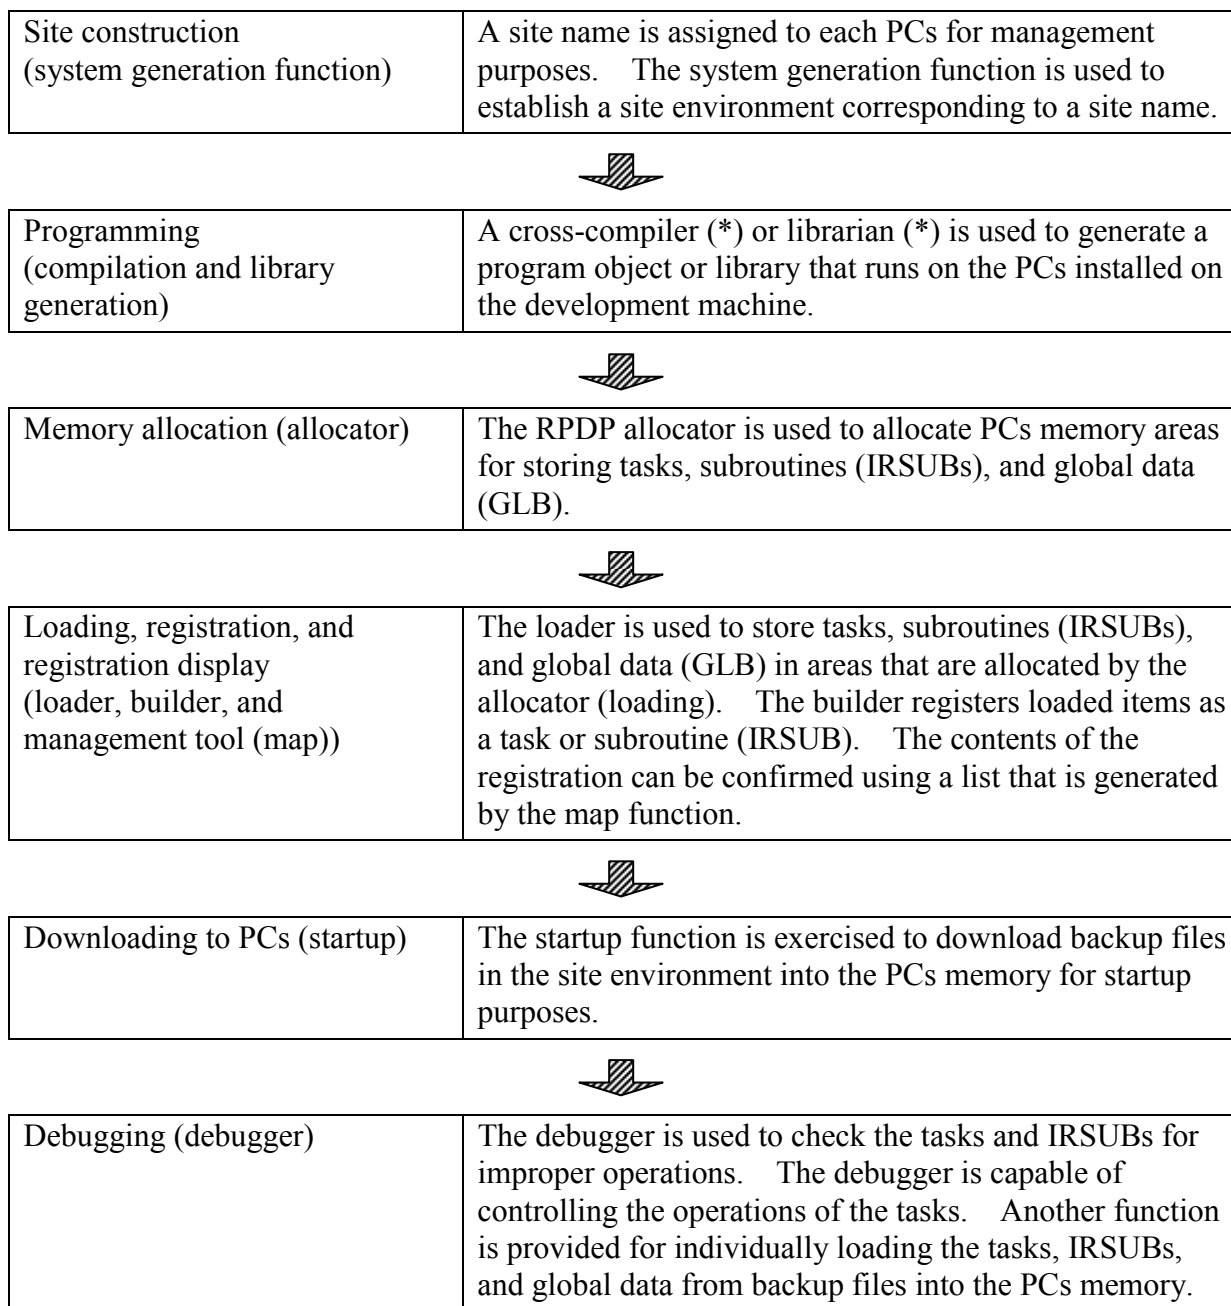 Site construction
(system generation function)
A site name is assigned to each PCs for management
purposes. The system generation function is used to
establish a site environment corresponding to a site name.
Programming
(compilation and library
generation)
A cross-compiler (*) or librarian (*) is used to generate a
program object or library that runs on the PCs installed on
the development machine.
Memory allocation (allocator)
The RPDP allocator is used to allocate PCs memory areas
for storing tasks, subroutines (IRSUBs), and global data
(GLB).
Loading, registration, and
registration display
(loader, builder, and
management tool (map))
The loader is used to store tasks, subroutines (IRSUBs),
and global data (GLB) in areas that are allocated by the
allocator (loading). The builder registers loaded items as
a task or subroutine (IRSUB). The contents of the
registration can be confirmed using a list that is generated
by the map function.
Downloading to PCs (startup)
The startup function is exercised to download backup files
in the site environment into the PCs memory for startup
purposes.
Debugging (debugger)
The debugger is used to check the tasks and IRSUBs for
improper operations. The debugger is capable of
controlling the operations of the tasks. Another function
is provided for individually loading the tasks, IRSUBs,
and global data from backup files into the PCs memory.